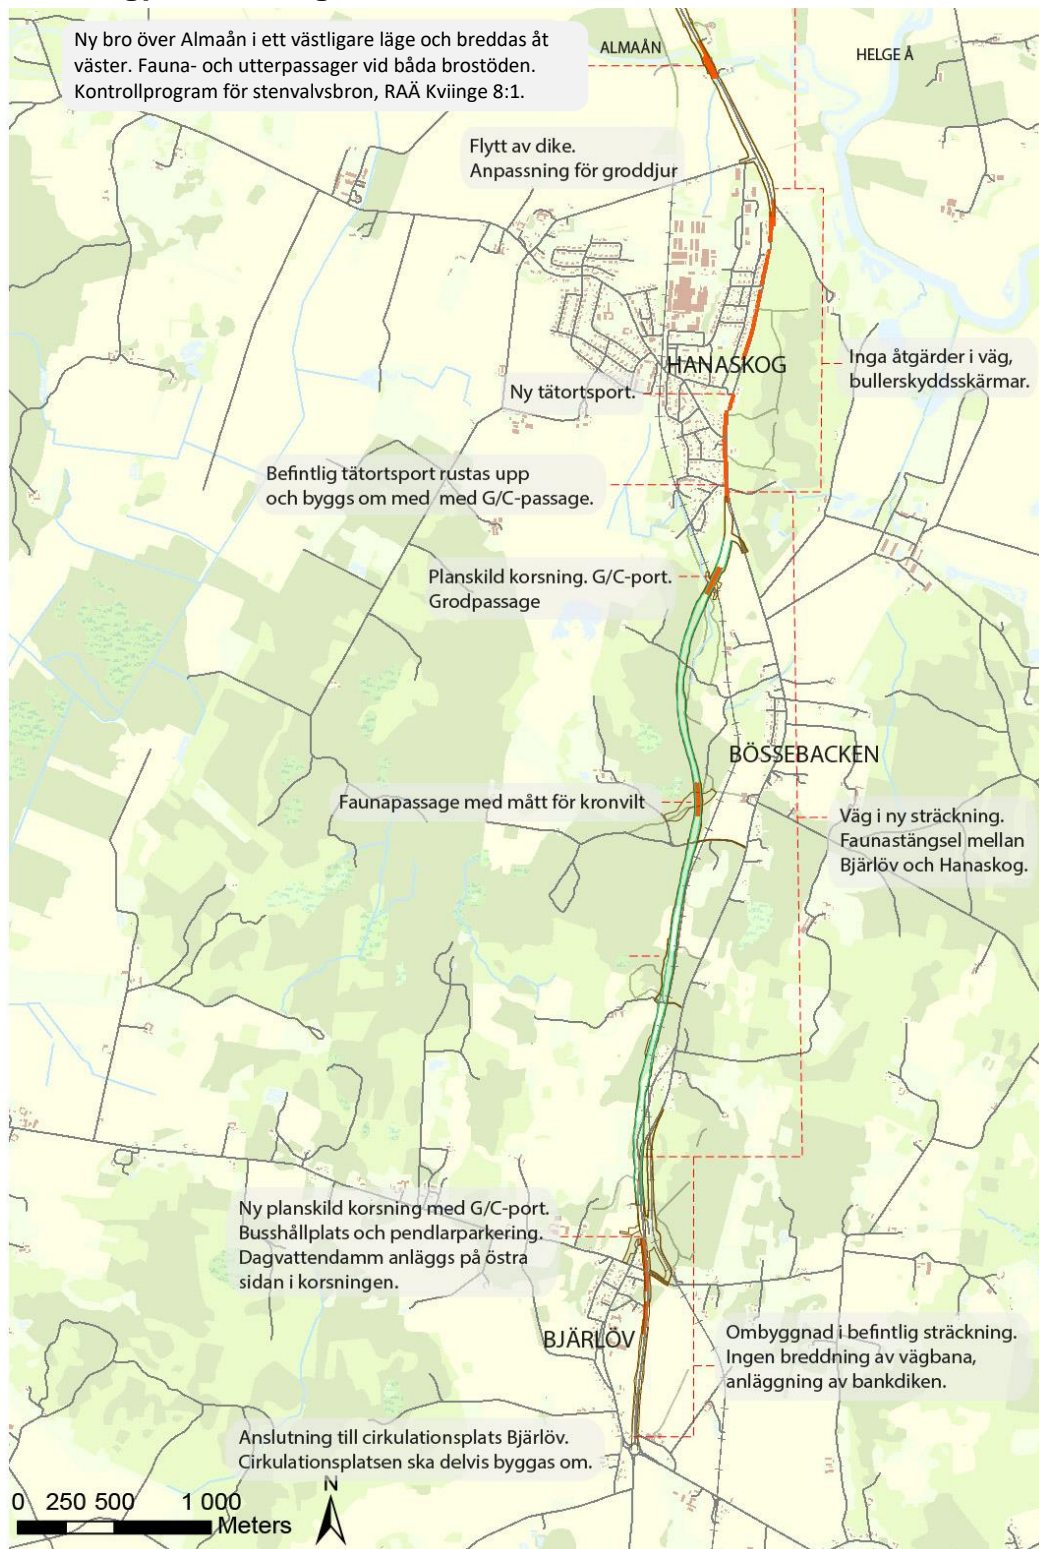 Ny bro över Almaån i ett västligare läge och breddas åt
väster. Fauna- och utterpassager vid båda brostöden.
Kontrollprogram för stenvalvsbron, RAÄ Kviinge 8:1.
ALMAÅN
HELGE Å
Flytt av dike.
Anpassning för groddjur
HANASKOG
Inga åtgärder i väg,
bullerskyddsskärmar.
Ny tätortsport.
Befintlig tätortsport rustas upp
och byggs om med med G/C-passage.
Planskild korsning. G/C-port.
Grodpassage
BÖSSEBACKEN
Faunapassage med mått för kronvilt
Väg i ny sträckning.
Faunastängsel mellan
Bjärlöv och Hanaskog.
Ny planskild korsning med G/C-port.
Busshållplats och pendlarparkering.
Dagvattendamm anläggs på östra
sidan i korsningen.
BJÄRLÖV
Ombyggnad i befintlig sträckning.
Ingen breddning av vägbana,
anläggning av bankdiken.
Anslutning till cirkulationsplats Bjärlöv.
Cirkulationsplatsen ska delvis byggas om.
N
0 250 500 1 000
Meters